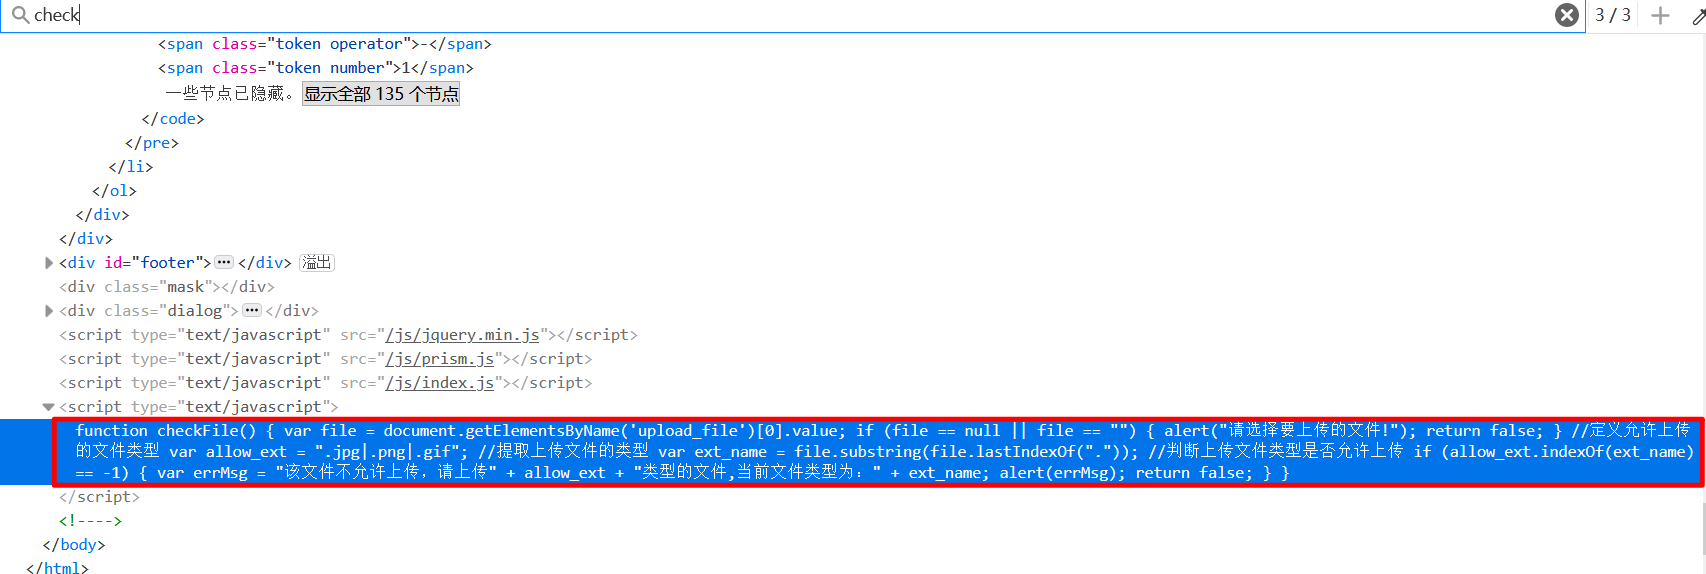 check
3 / 3
<span class="token operator">-</span>
<span class="token number">1</span>
一些节点已隐藏。 显示全部 135 个节点
</code>
</pre>
</li>
</ol>
</div>
</div>
<div id="footer">···</div> 溢出
<div class="mask"></div>
<div class="dialog">···</div>
<script type="text/javascript" src="/js/jquery.min.js"></script>
<script type="text/javascript" src="/js/prism.js"></script>
<script type="text/javascript" src="/js/index.js"></script>
<script type="text/javascript">
function checkFile() { var file = document.getElementsByName('upload_file')[0].value; if (file == null || file == "") { alert("请选择要上传的文件!"); return false; } //定义允许上传
的文件类型 var allow_ext = ".jpg|.png|.gif"; //提取上传文件的类型 var ext_name = file.substring(file.lastIndexOf(".")); //判断上传文件类型是否允许上传 if (allow_ext.indexOf(ext_name)
== -1) { var errMsg = "该文件不允许上传，请上传" + allow_ext + "类型的文件,当前文件类型为：" + ext_name; alert(errMsg); return false; } }
</script>
<!---->
</body>
</html>